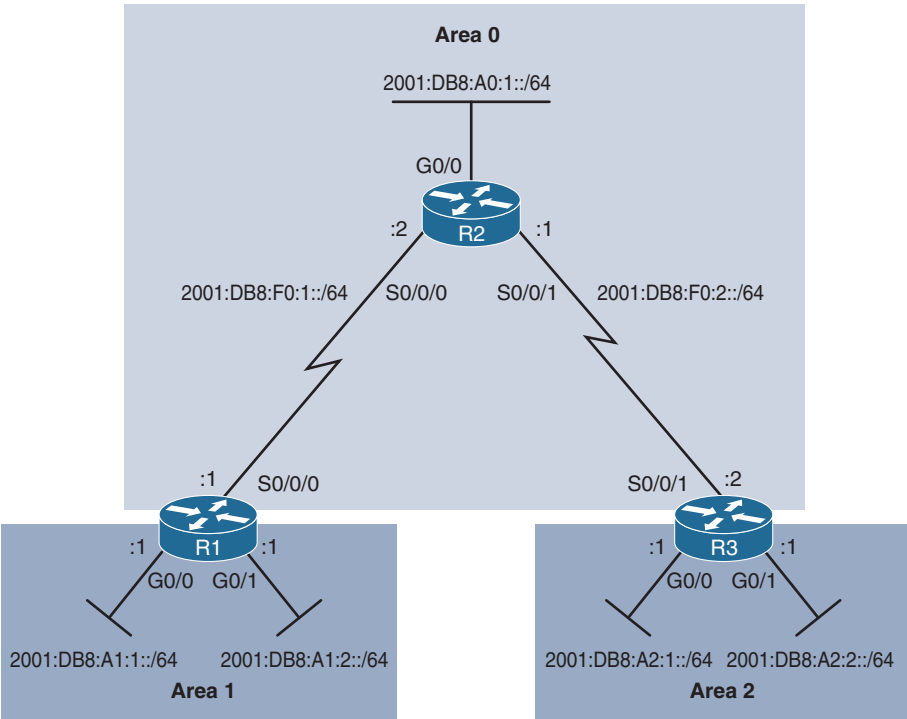 Area 0
2001:DB8:A0:1::/64
G0/0
R2
:2
:1
2001:DB8:F0:1::/64
S0/0/0
S0/0/1
2001:DB8:F0:2::/64
:1
S0/0/0
S0/0/1
:2
R1
:1
:1
G0/0
G0/1
2001:DB8:A1:1::/64
2001:DB8:A1:2::/64
Area 1
R3
:1
:1
G0/0
G0/1
2001:DB8:A2:1::/64
2001:DB8:A2:2::/64
Area 2